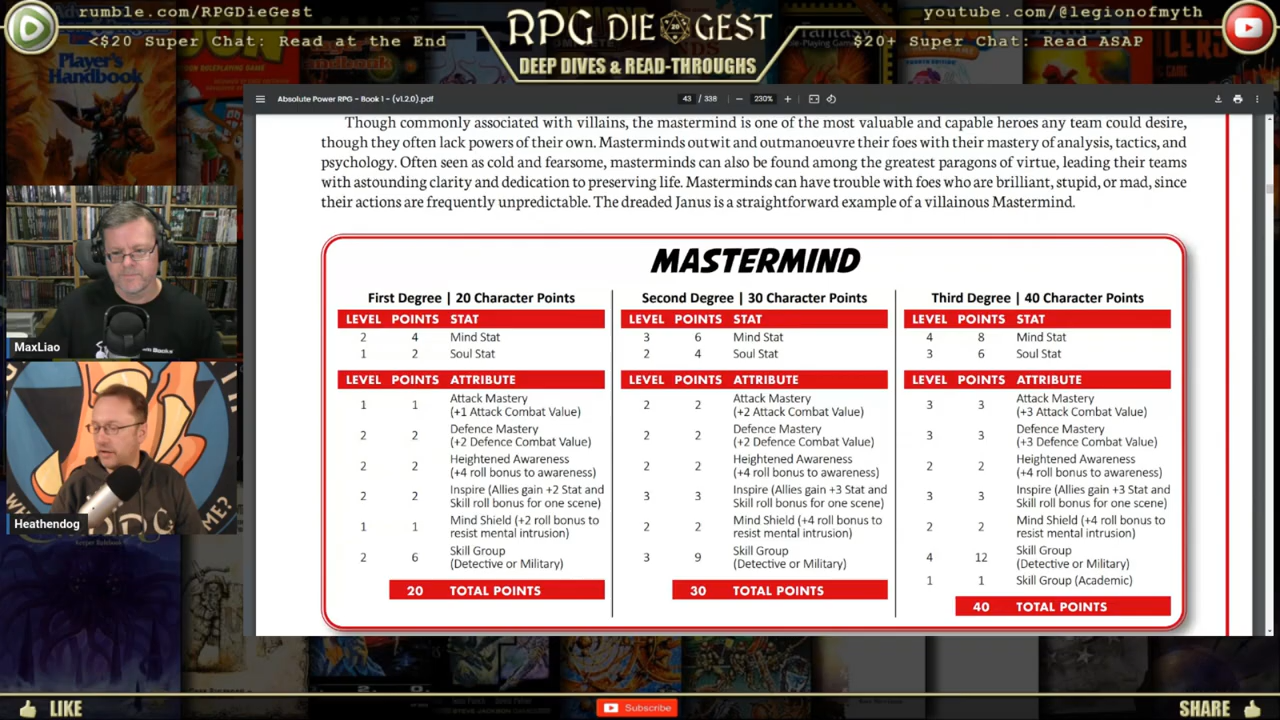 rumble.com/RPGDieGest
<$20 Super Chat: Read at the End
RPG DIE GEST
DEEP DIVES & READ-THROUGHS
youtube.com/@legionofmyth
$20+ Super Chat: Read ASAP
Player's
Handbook
Absolute Power RPG - Book 1 - (v1.2.0).pdf
43 / 338
230%
Though commonly associated with villains, the mastermind is one of the most valuable and capable heroes any team could desire,
though they often lack powers of their own. Masterminds outwit and outmanoeuvre their foes with their mastery of analysis, tactics, and
psychology. Often seen as cold and fearsome, masterminds can also be found among the greatest paragons of virtue, leading their teams
with astounding clarity and dedication to preserving life. Masterminds can have trouble with foes who are brilliant, stupid, or mad, since
their actions are frequently unpredictable. The dreaded Janus is a straightforward example of a villainous Mastermind.
MASTERMIND
First Degree | 20 Character Points
LEVEL POINTS STAT
2 4 Mind Stat
1 2 Soul Stat
LEVEL POINTS ATTRIBUTE
1 1 Attack Mastery
(+1 Attack Combat Value)
2 2 Defence Mastery
(+2 Defence Combat Value)
2 2 Heightened Awareness
(+4 roll bonus to awareness)
2 2 Inspire (Allies gain +2 Stat and
Skill roll bonus for one scene)
1 1 Mind Shield (+2 roll bonus to
resist mental intrusion)
2 6 Skill Group
(Detective or Military)
20 TOTAL POINTS
Second Degree | 30 Character Points
LEVEL POINTS STAT
3 6 Mind Stat
2 4 Soul Stat
LEVEL POINTS ATTRIBUTE
2 2 Attack Mastery
(+2 Attack Combat Value)
2 2 Defence Mastery
(+2 Defence Combat Value)
2 2 Heightened Awareness
(+4 roll bonus to awareness)
3 3 Inspire (Allies gain +3 Stat and
Skill roll bonus for one scene)
2 2 Mind Shield (+4 roll bonus to
resist mental intrusion)
3 9 Skill Group
(Detective or Military)
30 TOTAL POINTS
Third Degree | 40 Character Points
LEVEL POINTS STAT
4 8 Mind Stat
3 6 Soul Stat
LEVEL POINTS ATTRIBUTE
3 3 Attack Mastery
(+3 Attack Combat Value)
3 3 Defence Mastery
(+3 Defence Combat Value)
2 2 Heightened Awareness
(+4 roll bonus to awareness)
3 3 Inspire (Allies gain +3 Stat and
Skill roll bonus for one scene)
2 2 Mind Shield (+4 roll bonus to
resist mental intrusion)
4 12 Skill Group
(Detective or Military)
1 1 Skill Group (Academic)
40 TOTAL POINTS
MaxLiao
Heathendog
LIKE
Subscribe
SHARE